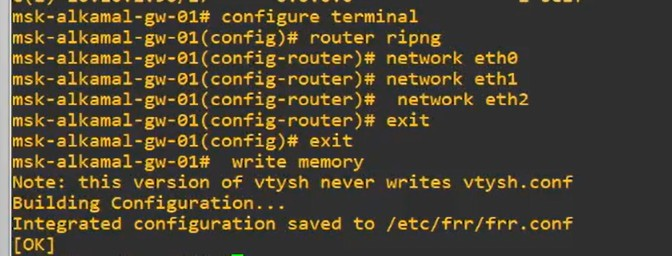 msk-alkamal-gw-01# configure terminal
msk-alkamal-gw-01(config)# router ripng
msk-alkamal-gw-01(config-router)# network eth0
msk-alkamal-gw-01(config-router)# network eth1
msk-alkamal-gw-01(config-router)#  network eth2
msk-alkamal-gw-01(config-router)# exit
msk-alkamal-gw-01(config)# exit
msk-alkamal-gw-01#  write memory
Note: this version of vtysh never writes vtysh.conf
Building Configuration...
Integrated configuration saved to /etc/frr/frr.conf
[OK]